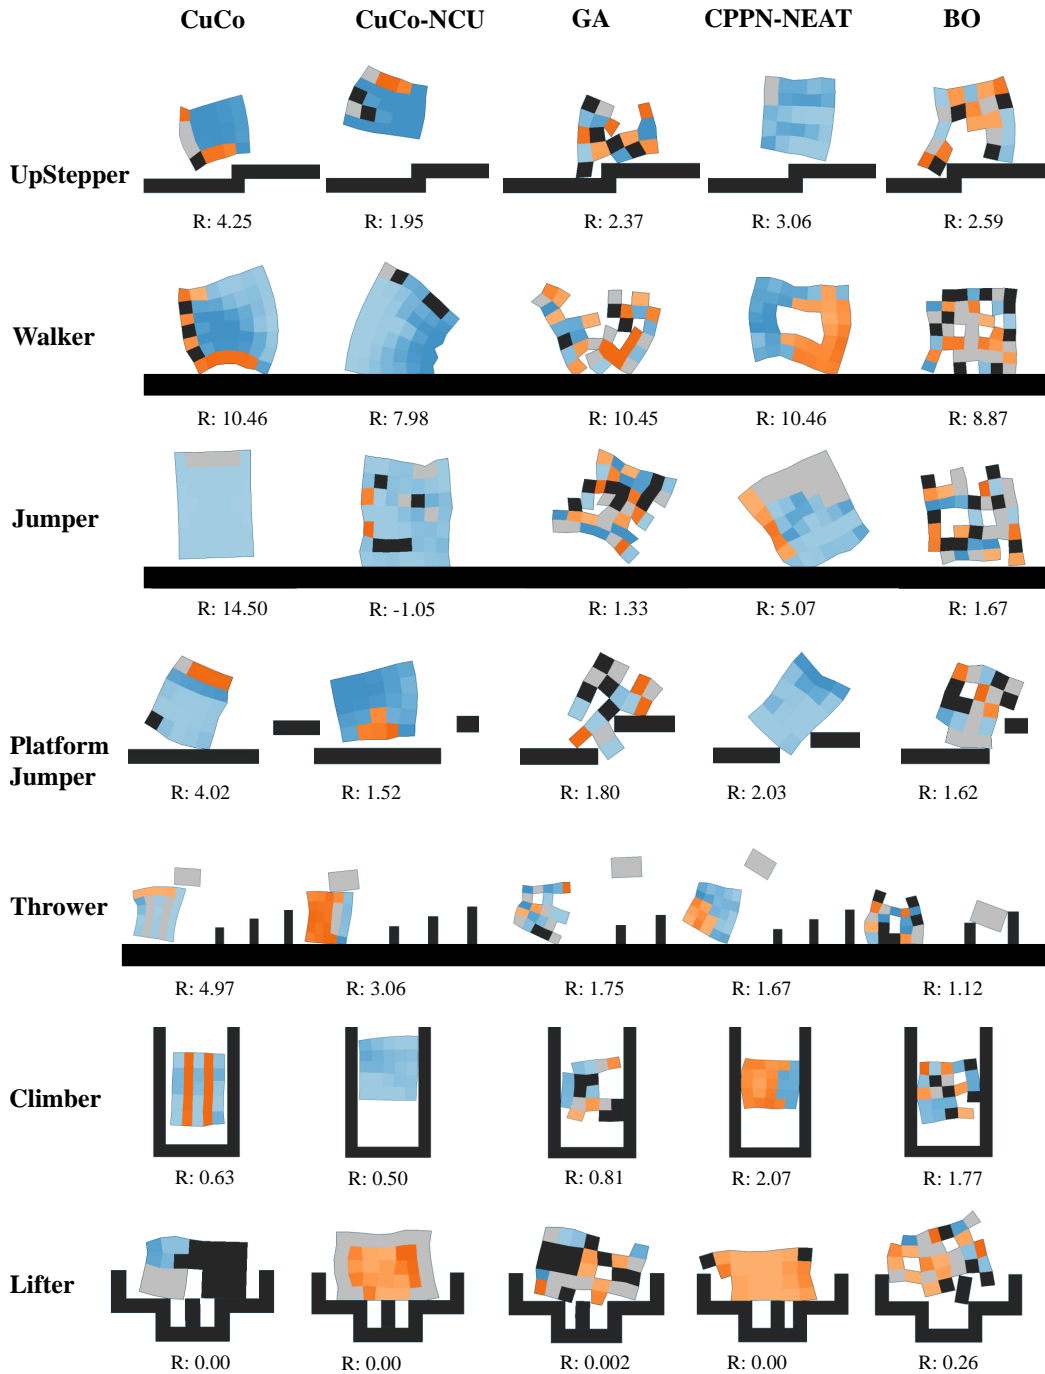 CuCo CuCo-NCU GA CPPN-NEAT BO
UpStepper
R: 4.25 R: 1.95 R: 2.37 R: 3.06 R: 2.59
Walker
R: 10.46 R: 7.98 R: 10.45 R: 10.46 R: 8.87
Jumper
R: 14.50 R: -1.05 R: 1.33 R: 5.07 R: 1.67
Platform
Jumper
R: 4.02 R: 1.52 R: 1.80 R: 2.03 R: 1.62
Thrower
R: 4.97 R: 3.06 R: 1.75 R: 1.67 R: 1.12
Climber
R: 0.63 R: 0.50 R: 0.81 R: 2.07 R: 1.77
Lifter
R: 0.00 R: 0.00 R: 0.002 R: 0.00 R: 0.26